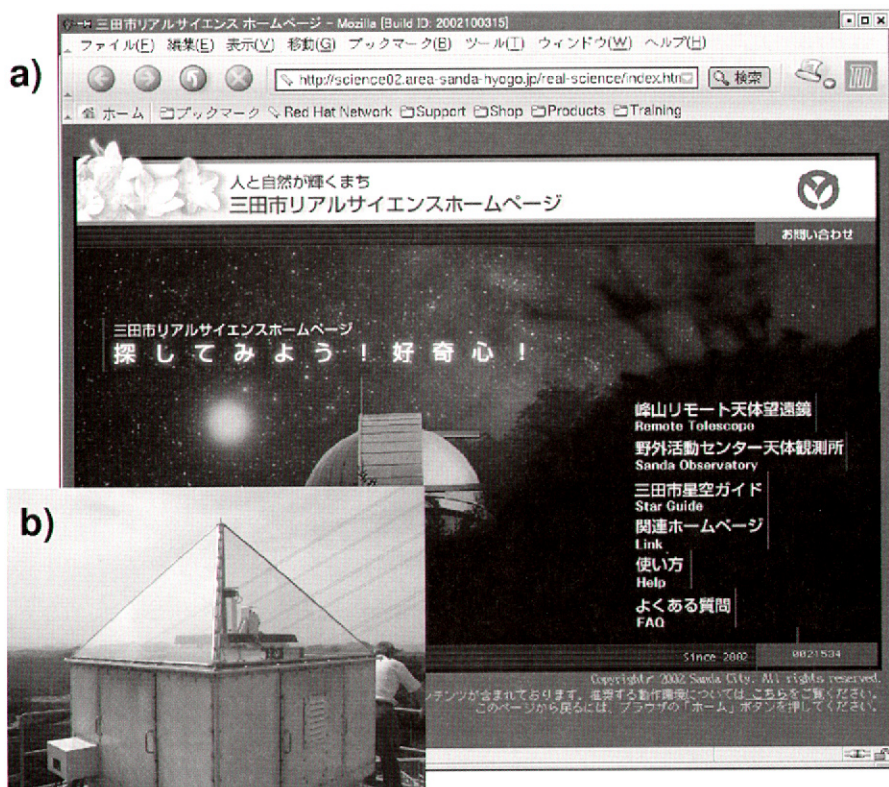 a)
三田市リアルサイエンス ホームページ - Mozilla {Build ID: 2002100315}
ファイル(F) 編集(E) 表示(V) 移動(G) ブックマーク(B) ツール(T) ウィンドウ(W) ヘルプ(H)
http://science02.area-sanda-hyogo.jp/real-science/index.htm 検索
ホーム ブックマーク Red Hat Network Support Shop Products Training
人と自然が輝くまち
三田市リアルサイエンスホームページ
お問い合わせ
三田市リアルサイエンスホームページ
探してみよう！好奇心！
峰山リモート天体望遠鏡
Remote Telescope
野外活動センター天体観測所
Sanda Observatory
三田市星空ガイド
Star Guide
関連ホームページ
Link
使い方
Help
よくある質問
FAQ
Since 2002 0021534
Copyright 2002 Sanda City. All rights reserved.
ンテンツが含まれております。推奨する動作環境については、こちらをご覧ください。
このページから戻るには、ブラウザの「ホーム」ボタンを押してください。
b)